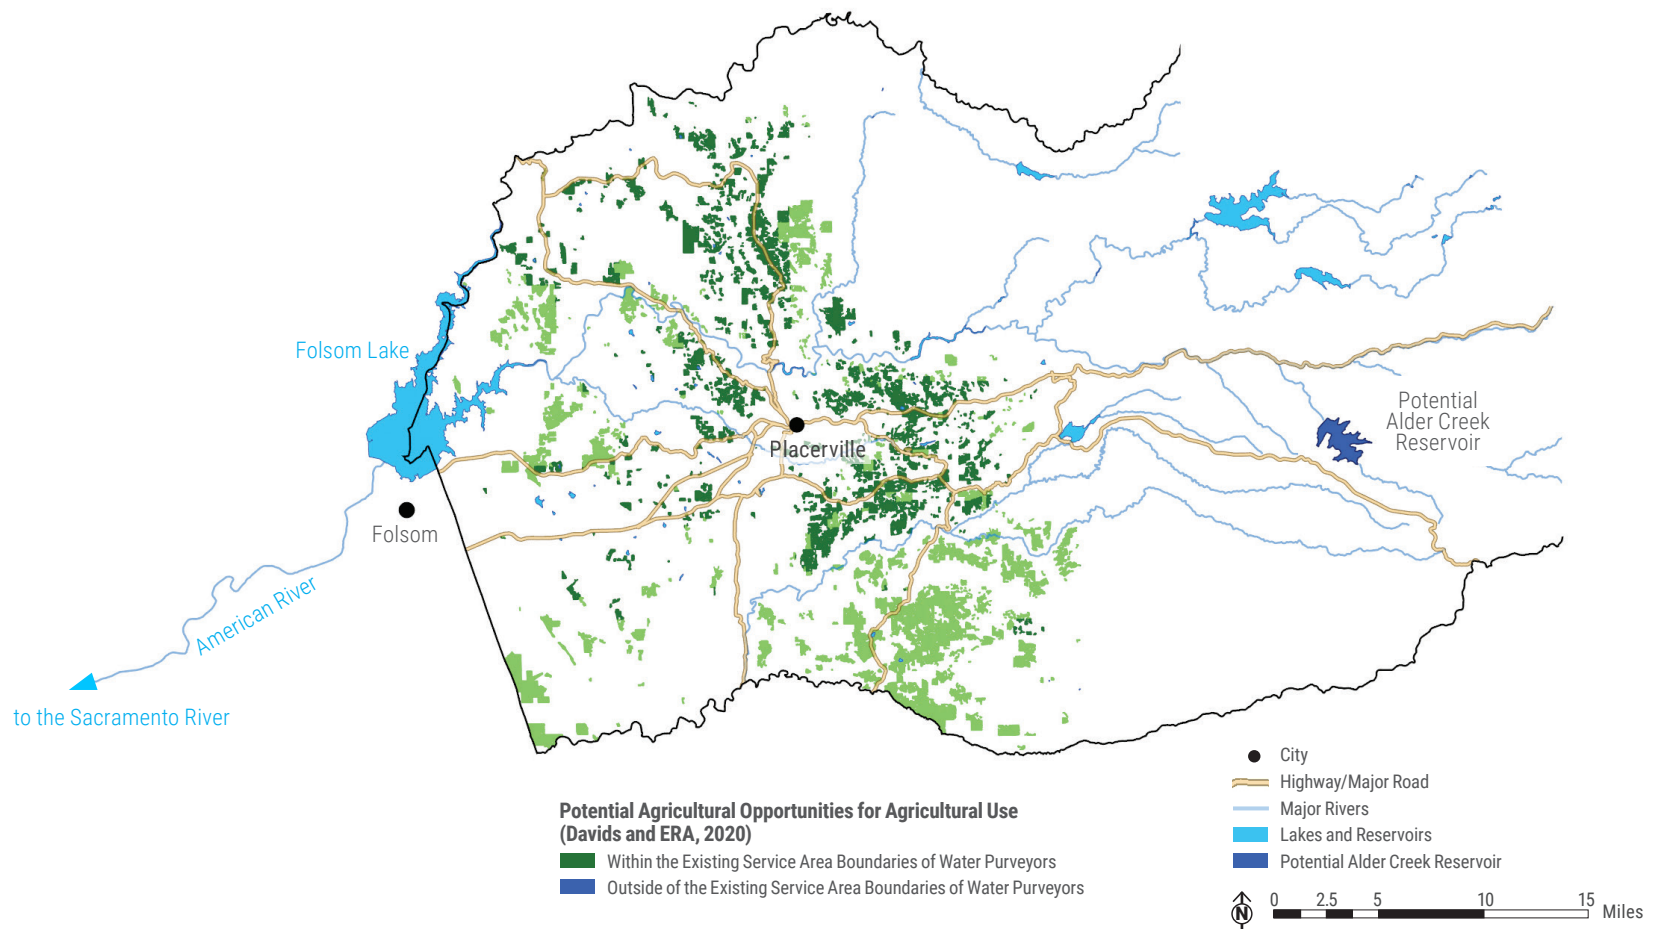 Folsom Lake
Potential
Alder Creek
Reservoir
Placerville
Folsom
American River
to the Sacramento River
City
Highway/Major Road
Major Rivers
Lakes and Reservoirs
Potential Alder Creek Reservoir
Potential Agricultural Opportunities for Agricultural Use
(Davids and ERA, 2020)
Within the Existing Service Area Boundaries of Water Purveyors
Outside of the Existing Service Area Boundaries of Water Purveyors
N
0 2.5 5 10 15
Miles